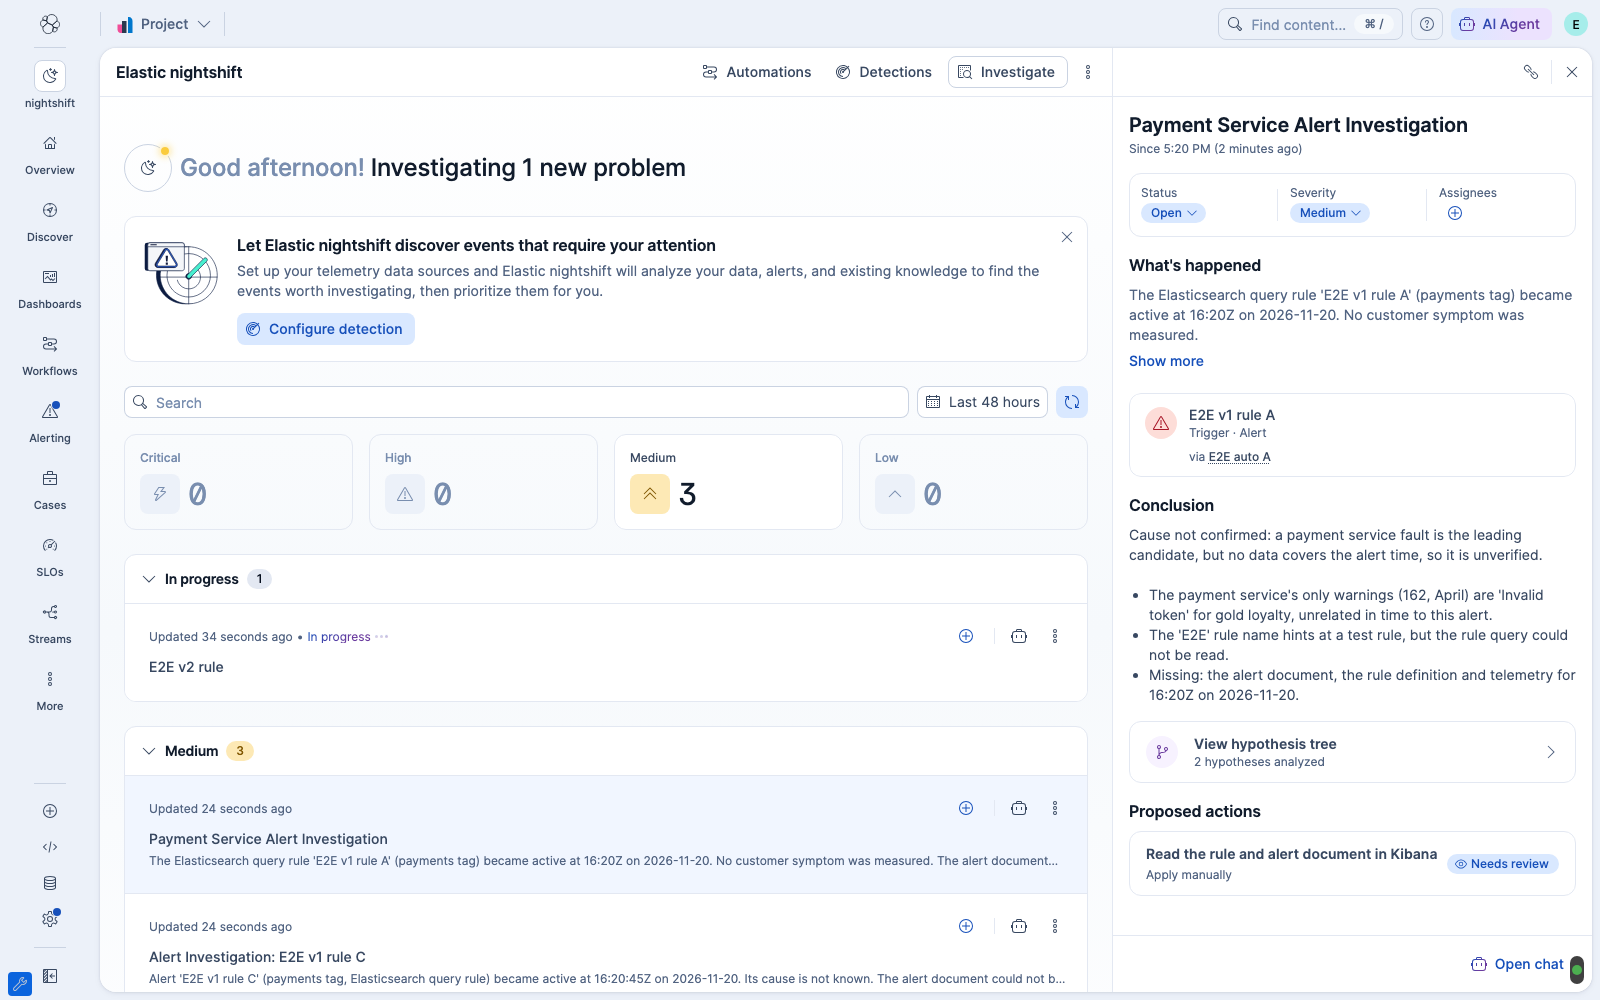 Project
Find content...
⌘ /
AI Agent
E
nightshift
Overview
Discover
Dashboards
Workflows
Alerting
Cases
SLOs
Streams
More
Elastic nightshift
Automations
Detections
Investigate
Good afternoon! Investigating 1 new problem
Let Elastic nightshift discover events that require your attention
Set up your telemetry data sources and Elastic nightshift will analyze your data, alerts, and existing knowledge to find the
events worth investigating, then prioritize them for you.
Configure detection
Search
Last 48 hours
Critical
0
High
0
Medium
3
Low
0
In progress 1
Updated 34 seconds ago • In progress
E2E v2 rule
Medium 3
Updated 24 seconds ago
Payment Service Alert Investigation
The Elasticsearch query rule 'E2E v1 rule A' (payments tag) became active at 16:20Z on 2026-11-20. No customer symptom was measured. The alert document...
Updated 24 seconds ago
Alert Investigation: E2E v1 rule C
Alert 'E2E v1 rule C' (payments tag, Elasticsearch query rule) became active at 16:20:45Z on 2026-11-20. Its cause is not known. The alert document could not b...
Payment Service Alert Investigation
Since 5:20 PM (2 minutes ago)
Status
Open
Severity
Medium
Assignees
What's happened
The Elasticsearch query rule 'E2E v1 rule A' (payments tag) became
active at 16:20Z on 2026-11-20. No customer symptom was
measured.
Show more
E2E v1 rule A
Trigger · Alert
via E2E auto A
Conclusion
Cause not confirmed: a payment service fault is the leading
candidate, but no data covers the alert time, so it is unverified.
• The payment service's only warnings (162, April) are 'Invalid
token' for gold loyalty, unrelated in time to this alert.
• The 'E2E' rule name hints at a test rule, but the rule query could
not be read.
• Missing: the alert document, the rule definition and telemetry for
16:20Z on 2026-11-20.
View hypothesis tree
2 hypotheses analyzed
Proposed actions
Read the rule and alert document in Kibana
Apply manually
Needs review
Open chat